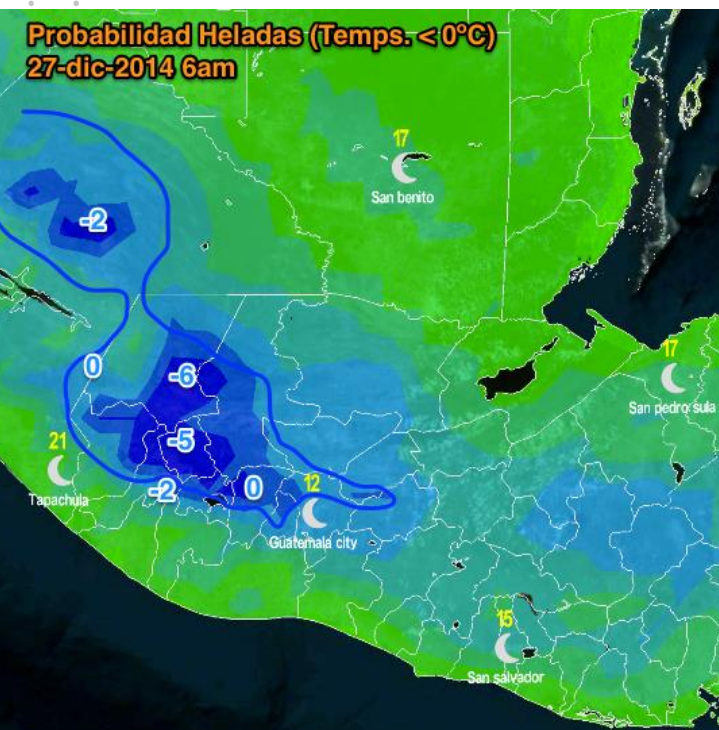 Probabilidad Heladas (Temps. < 0ºC)
27-dic-2014 6am
17
San benito
-2
17
San pedro sula
0
-6
21
Tapachula
-5
-2
0
12
Guatemala city
15
San salvador